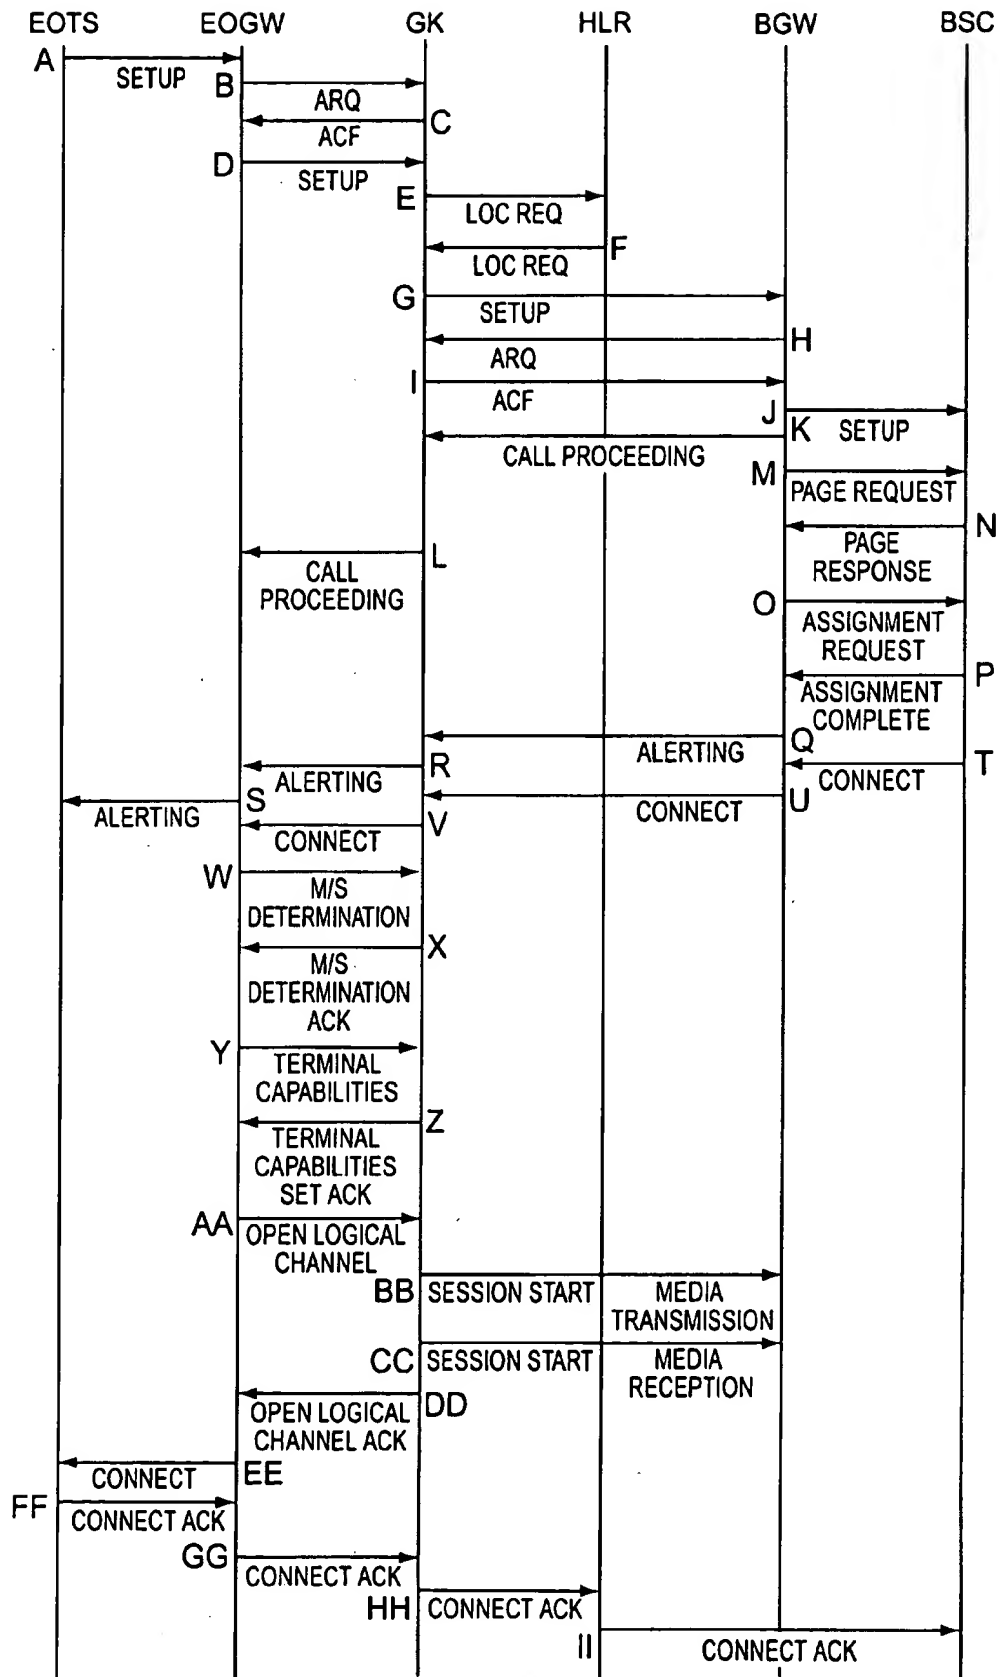 EOTS EOGW GK HLR BGW BSC
A
SETUP
B
ARQ
C
ACF
D
SETUP
E
LOC REQ
F
LOC REQ
G
SETUP
H
ARQ
I
ACF
J
SETUP
K
CALL PROCEEDING
M
PAGE REQUEST
N
PAGE
RESPONSE
L
CALL
PROCEEDING
O
ASSIGNMENT
REQUEST
P
ASSIGNMENT
COMPLETE
Q
ALERTING
R
ALERTING
T
CONNECT
S
ALERTING
U
CONNECT
V
CONNECT
W
M/S
DETERMINATION
X
M/S
DETERMINATION
ACK
Y
TERMINAL
CAPABILITIES
Z
TERMINAL
CAPABILITIES
SET ACK
AA
OPEN LOGICAL
CHANNEL
BB
SESSION START
MEDIA
TRANSMISSION
CC
SESSION START
MEDIA
RECEPTION
DD
OPEN LOGICAL
CHANNEL ACK
EE
CONNECT
FF
CONNECT ACK
GG
CONNECT ACK
HH
CONNECT ACK
II
CONNECT ACK